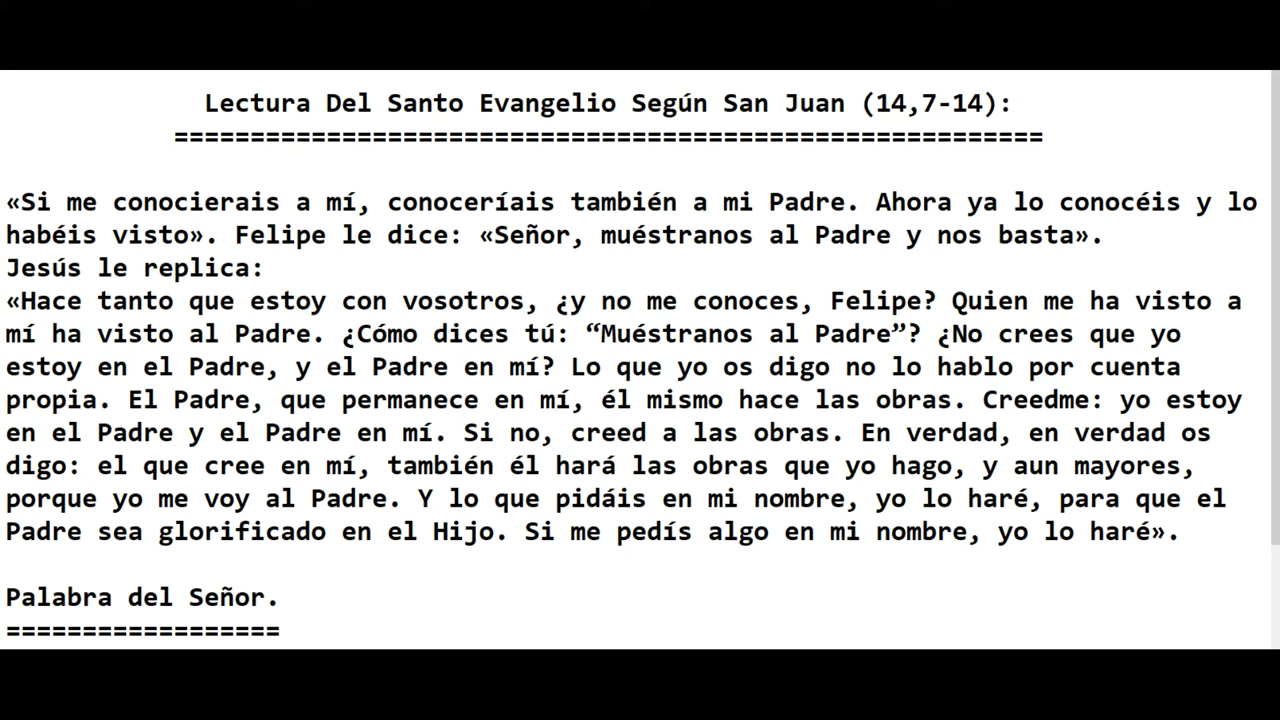 Lectura Del Santo Evangelio Según San Juan (14,7-14):
=========================================================
«Si me conocierais a mí, conoceríais también a mi Padre. Ahora ya lo conocéis y lo
habéis visto». Felipe le dice: «Señor, muéstranos al Padre y nos basta».
Jesús le replica:
«Hace tanto que estoy con vosotros, ¿y no me conoces, Felipe? Quien me ha visto a
mí ha visto al Padre. ¿Cómo dices tú: “Muéstranos al Padre”? ¿No crees que yo
estoy en el Padre, y el Padre en mí? Lo que yo os digo no lo hablo por cuenta
propia. El Padre, que permanece en mí, él mismo hace las obras. Creedme: yo estoy
en el Padre y el Padre en mí. Si no, creed a las obras. En verdad, en verdad os
digo: el que cree en mí, también él hará las obras que yo hago, y aun mayores,
porque yo me voy al Padre. Y lo que pidáis en mi nombre, yo lo haré, para que el
Padre sea glorificado en el Hijo. Si me pedís algo en mi nombre, yo lo haré».
Palabra del Señor.
==================